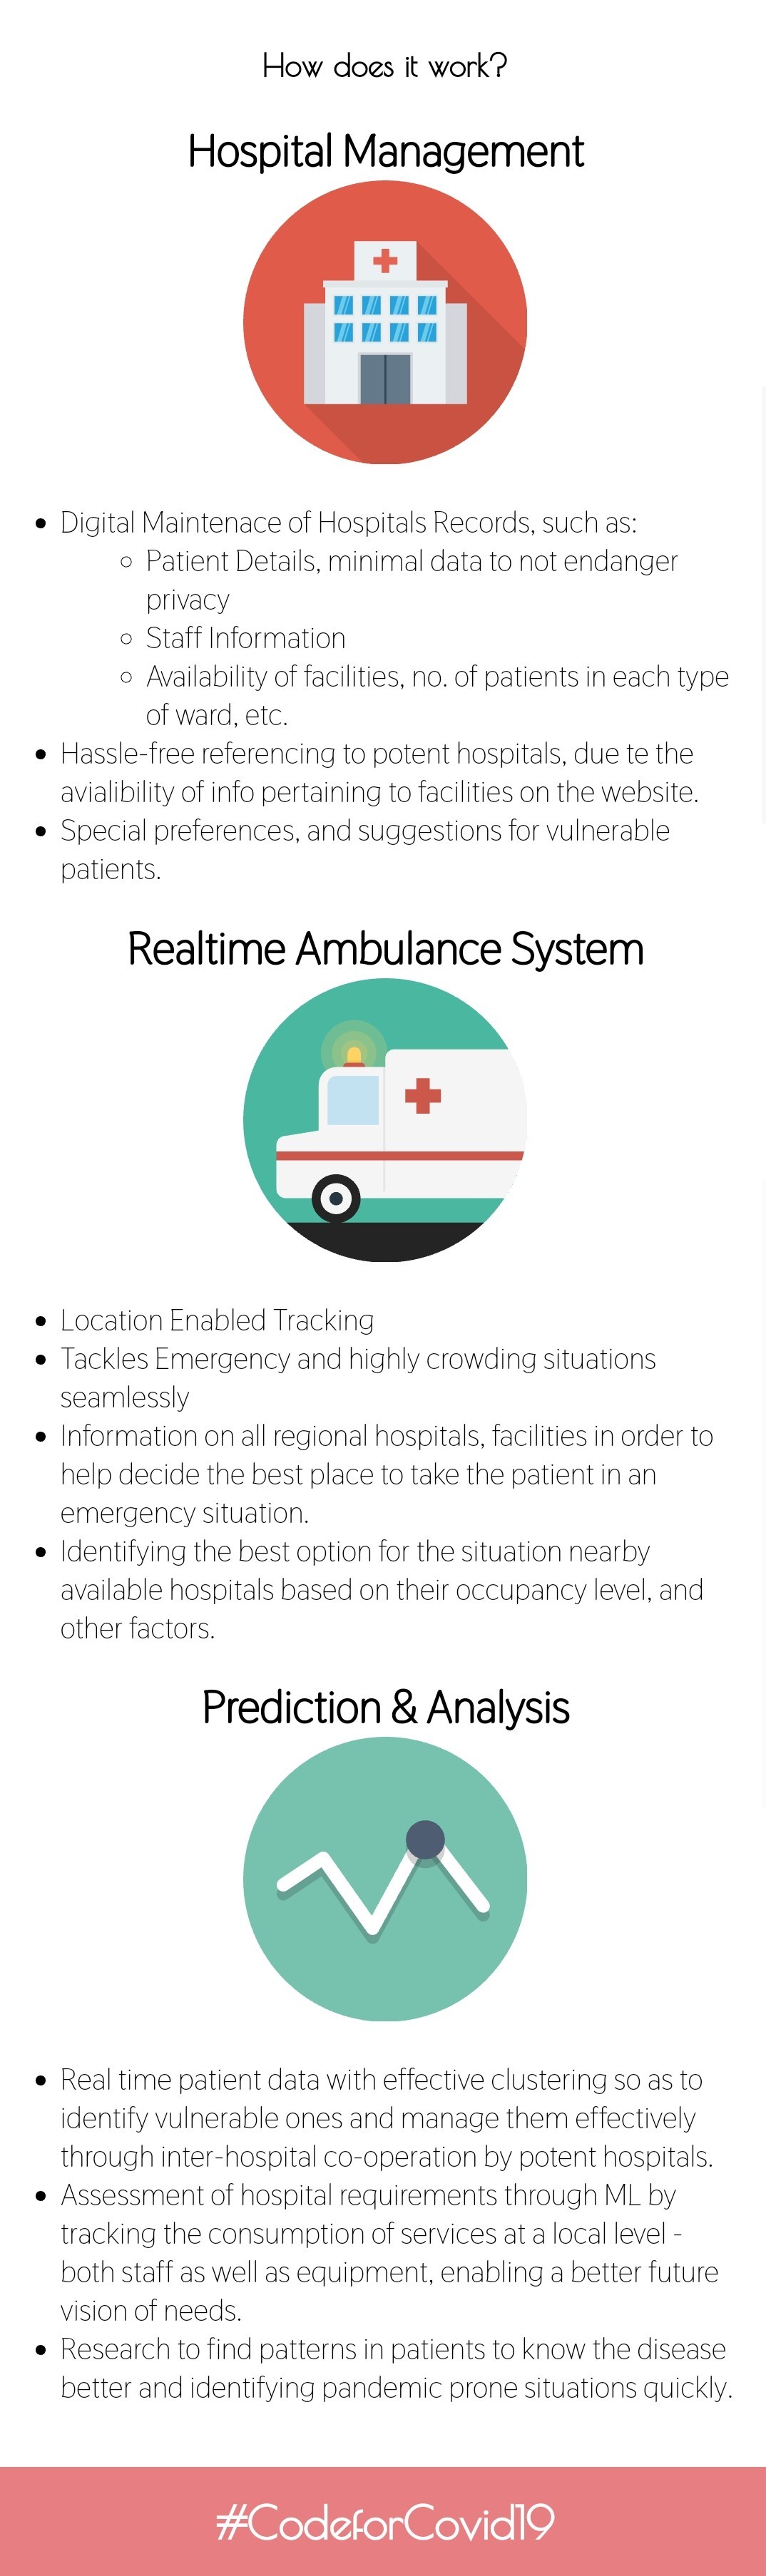 How does it work?
Hospital Management
• Digital Maintenace of Hospitals Records, such as:
◦ Patient Details, minimal data to not endanger
privacy
◦ Staff Information
◦ Availability of facilities, no. of patients in each type
of ward, etc.
• Hassle-free referencing to potent hospitals, due te the
avialibility of info pertaining to facilities on the website.
• Special preferences, and suggestions for vulnerable
patients.
Realtime Ambulance System
• Location Enabled Tracking
• Tackles Emergency and highly crowding situations
seamlessly
• Information on all regional hospitals, facilities in order to
help decide the best place to take the patient in an
emergency situation.
• Identifying the best option for the situation nearby
available hospitals based on their occupancy level, and
other factors.
Prediction & Analysis
• Real time patient data with effective clustering so as to
identify vulnerable ones and manage them effectively
through inter-hospital co-operation by potent hospitals.
• Assessment of hospital requirements through ML by
tracking the consumption of services at a local level -
both staff as well as equipment, enabling a better future
vision of needs.
• Research to find patterns in patients to know the disease
better and identifying pandemic prone situations quickly.
#CodeforCovid19